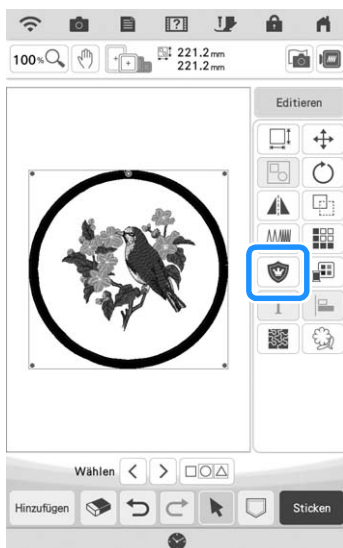 100%
221.2 mm
221.2 mm
Editieren
Wählen
Hinzufügen
Sticken